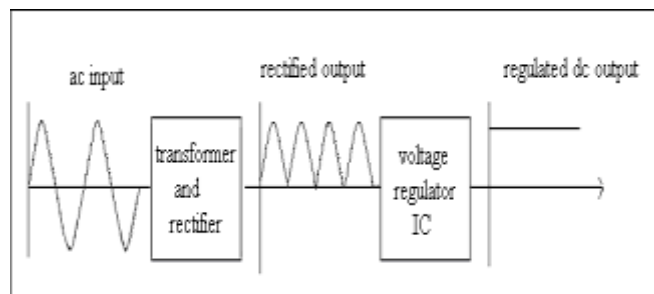 ac input
rectified output
regulated dc output
transformer
and
rectifier
voltage
regulator
IC